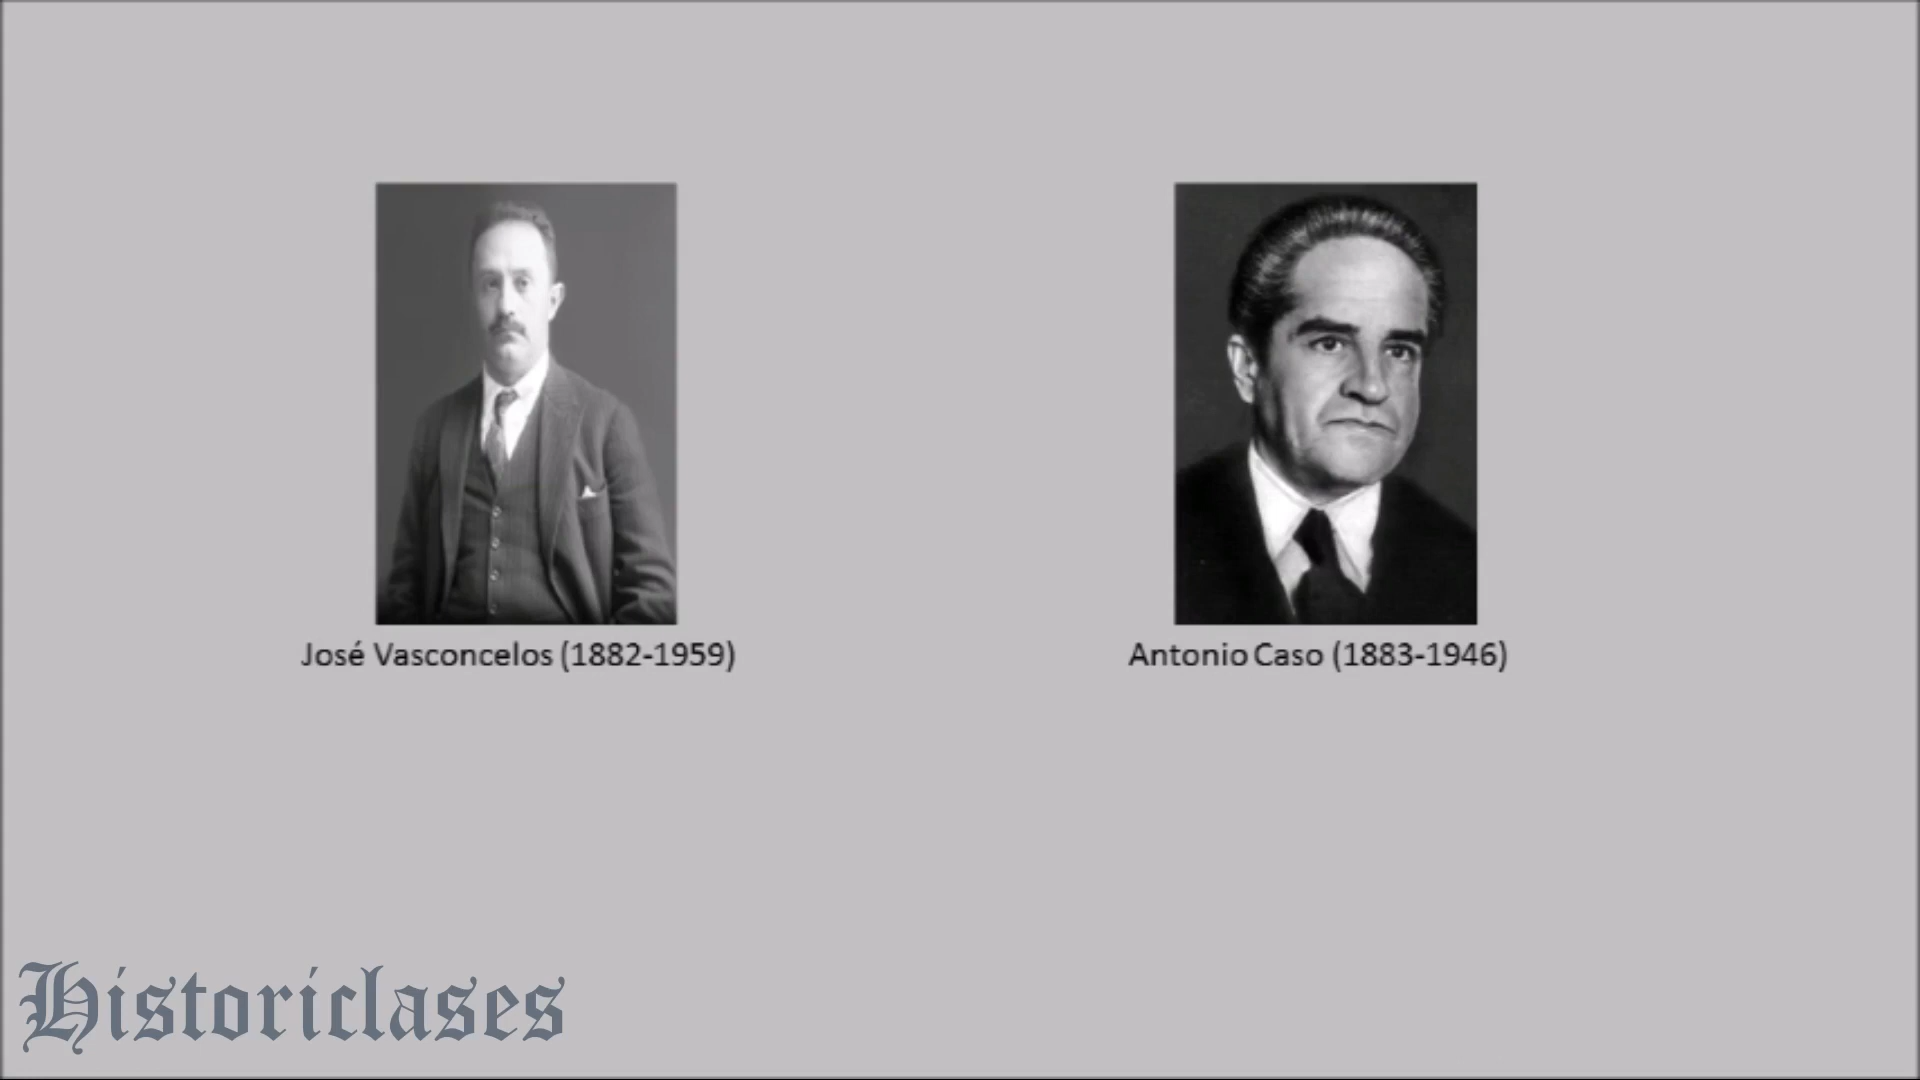 José Vasconcelos (1882-1959)
Antonio Caso (1883-1946)
Historiclases